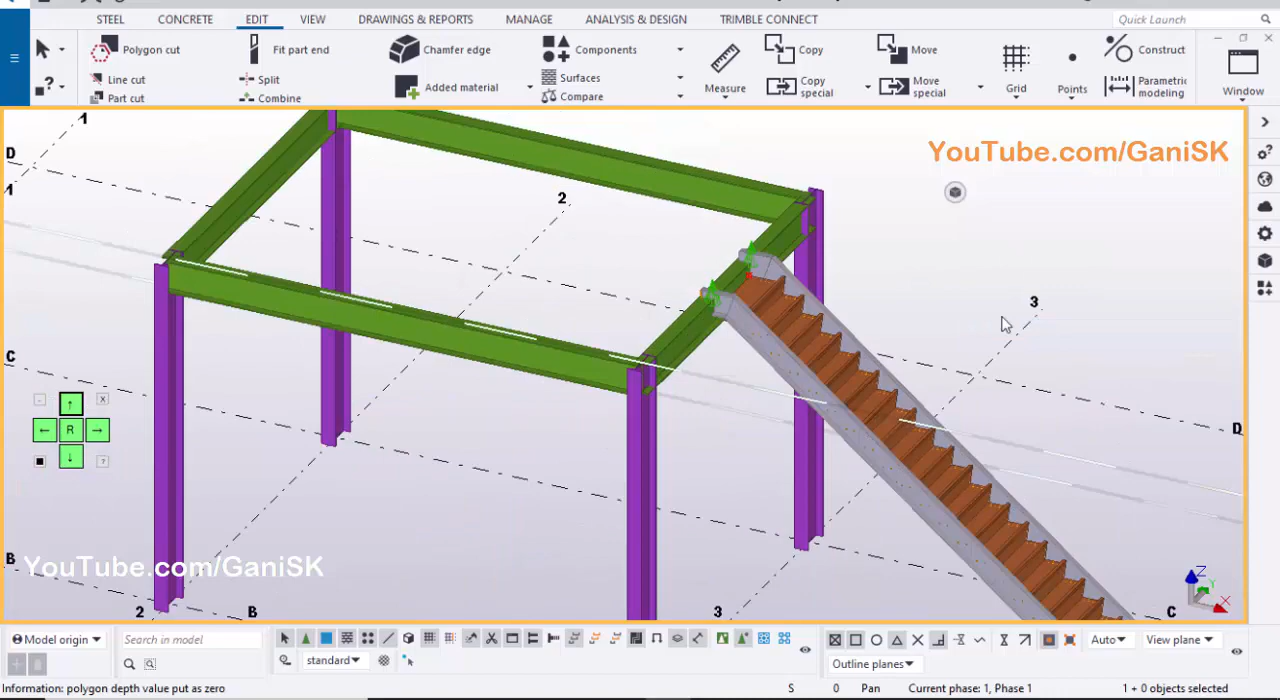 STEEL CONCRETE EDIT VIEW DRAWINGS & REPORTS MANAGE ANALYSIS & DESIGN TRIMBLE CONNECT Quick Launch
Polygon cut Fit part end Chamfer edge Components Copy Move Construct
Line cut Split Surfaces
Part cut Combine Added material Compare Measure Copy special Move special Grid Points Parametric modeling Window
YouTube.com/GaniSK
1
D
1
2
3
C
D
R
X
?
B
YouTube.com/GaniSK
2 B 3 C
Z
Y
X
Model origin Search in model
standard
Auto View plane
Outline planes
Information: polygon depth value put as zero S 0 Pan Current phase: 1, Phase 1 1 + 0 objects selected